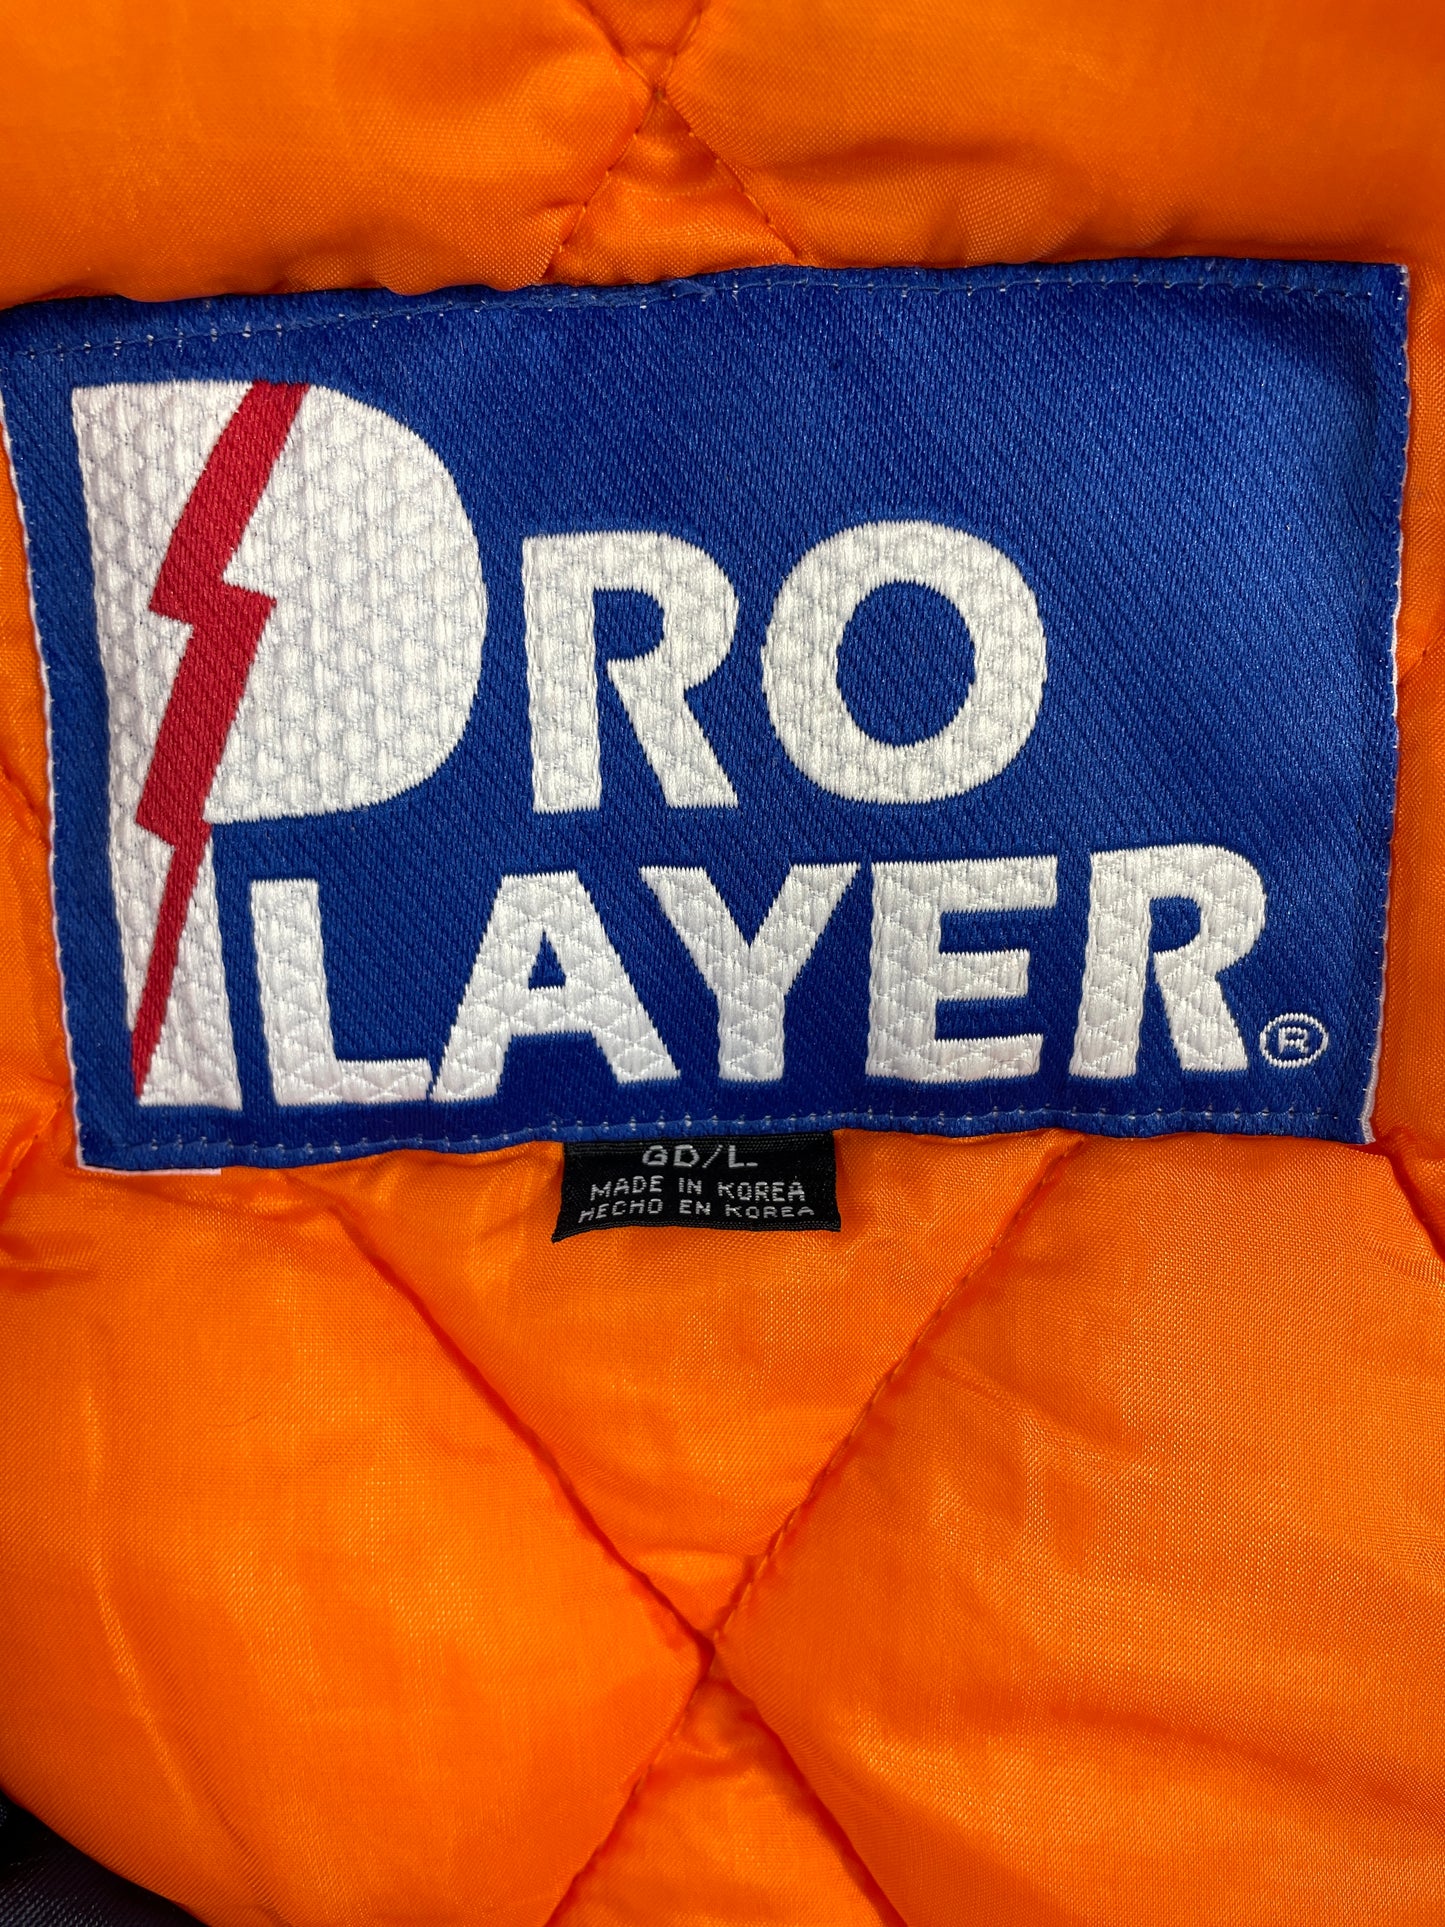 PRO
PLAYER®
GD/L
MADE IN KOREA
HECHO EN KOREA